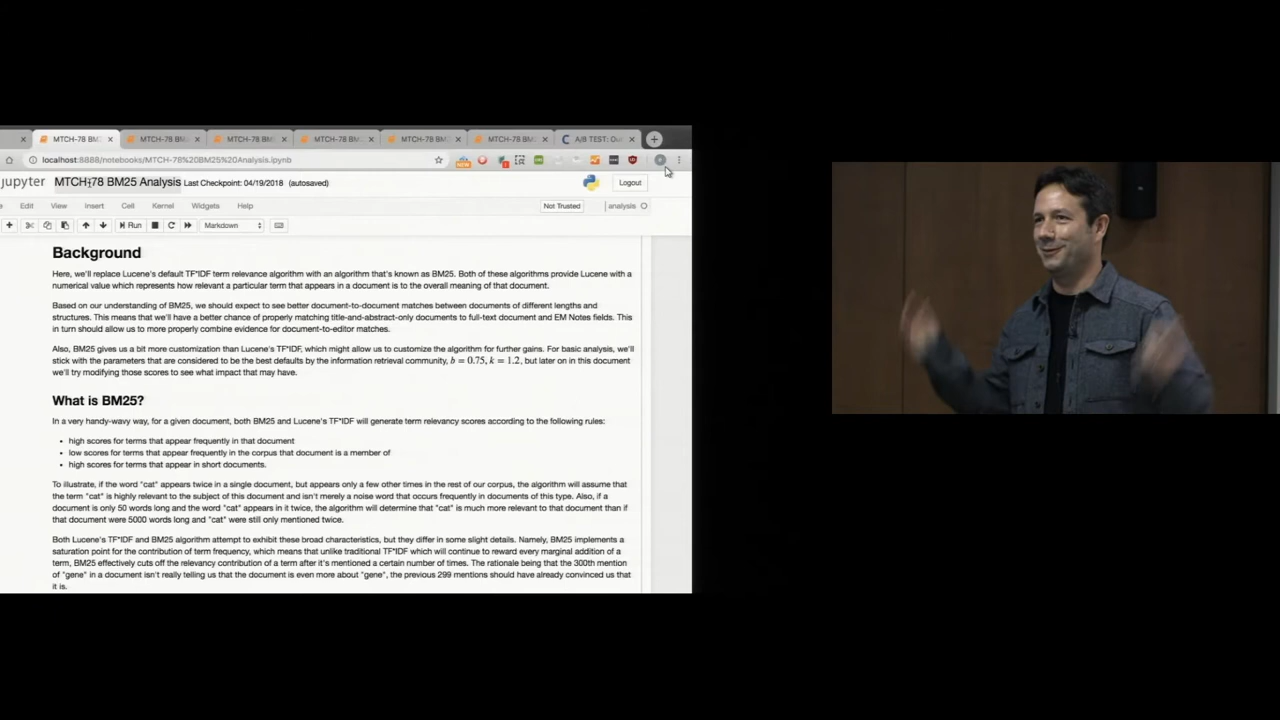 MTCH-78 BM2
MTCH-78 BM
MTCH-78 BM
MTCH-78 BM
MTCH-78 BM
MTCH-78 BM
A/B TEST: Ov
localhost:8888/notebooks/MTCH-78%20BM25%20Analysis.ipynb
jupyter MTCH-78 BM25 Analysis Last Checkpoint: 04/19/2018 (autosaved)
Logout
Edit View Insert Cell Kernel Widgets Help
Not Trusted
analysis
Run
Markdown
Background
Here, we'll replace Lucene's default TF*IDF term relevance algorithm with an algorithm that's known as BM25. Both of these algorithms provide Lucene with a
numerical value which represents how relevant a particular term that appears in a document is to the overall meaning of that document.
Based on our understanding of BM25, we should expect to see better document-to-document matches between documents of different lengths and
structures. This means that we'll have a better chance of properly matching title-and-abstract-only documents to full-text document and EM Notes fields. This
in turn should allow us to more properly combine evidence for document-to-editor matches.
Also, BM25 gives us a bit more customization than Lucene's TF*IDF, which might allow us to customize the algorithm for further gains. For basic analysis, we'll
stick with the parameters that are considered to be the best defaults by the information retrieval community, b = 0.75, k = 1.2, but later on in this document
we'll try modifying those scores to see what impact that may have.
What is BM25?
In a very handy-wavy way, for a given document, both BM25 and Lucene's TF*IDF will generate term relevancy scores according to the following rules:
• high scores for terms that appear frequently in that document
• low scores for terms that appear frequently in the corpus that document is a member of
• high scores for terms that appear in short documents.
To illustrate, if the word "cat" appears twice in a single document, but appears only a few other times in the rest of our corpus, the algorithm will assume that
the term "cat" is highly relevant to the subject of this document and isn't merely a noise word that occurs frequently in documents of this type. Also, if a
document is only 50 words long and the word "cat" appears in it twice, the algorithm will determine that "cat" is much more relevant to that document than if
that document were 5000 words long and "cat" were still only mentioned twice.
Both Lucene's TF*IDF and BM25 algorithm attempt to exhibit these broad characteristics, but they differ in some slight details. Namely, BM25 implements a
saturation point for the contribution of term frequency, which means that unlike traditional TF*IDF which will continue to reward every marginal addition of a
term, BM25 effectively cuts off the relevancy contribution of a term after it's mentioned a certain number of times. The rationale being that the 300th mention
of "gene" in a document isn't really telling us that the document is even more about "gene", the previous 299 mentions should have already convinced us that
it is.